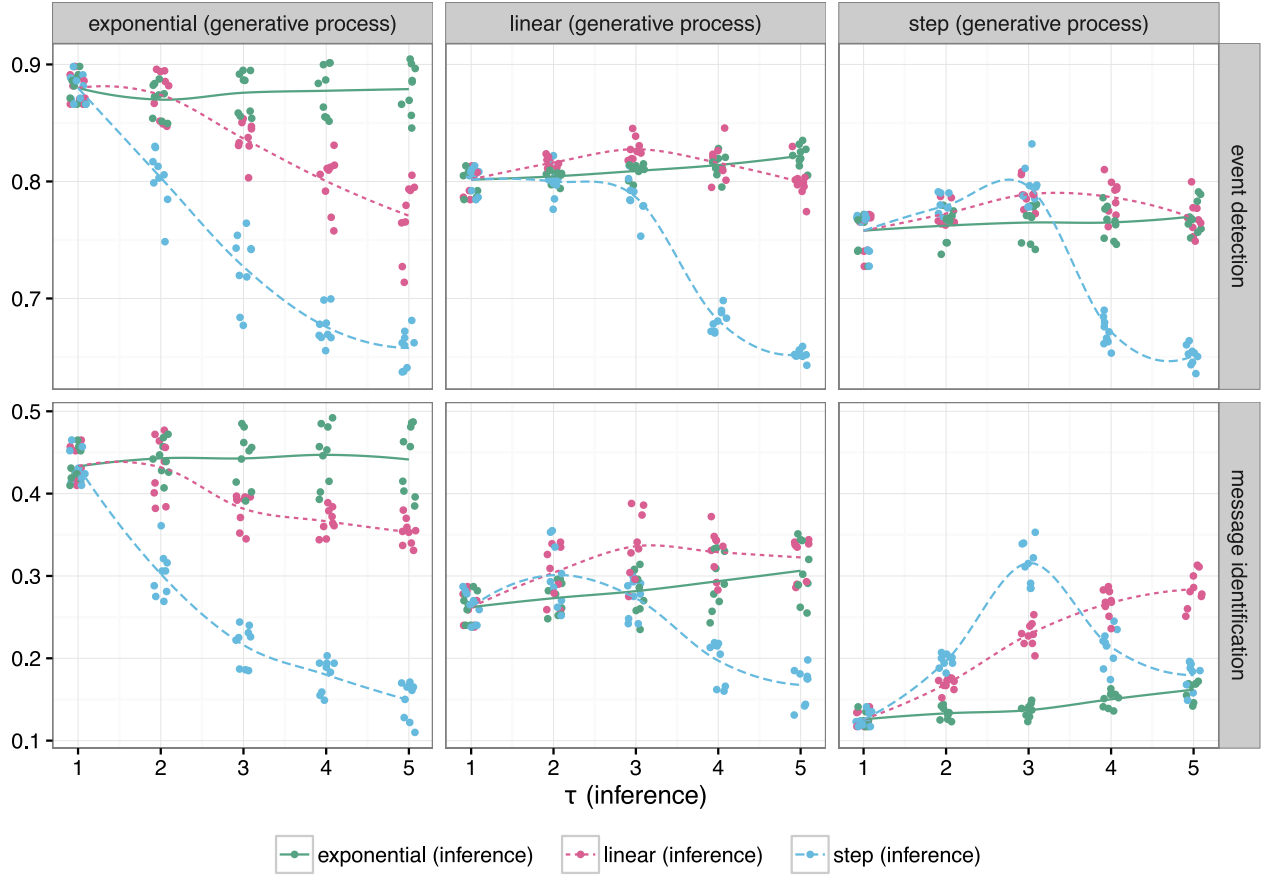 exponential (generative process) linear (generative process) step (generative process)
0.9
0.8
0.7
event detection
0.5
0.4
0.3
0.2
0.1
message identification
1 2 3 4 5 1 2 3 4 5 1 2 3 4 5
τ (inference)
exponential (inference) linear (inference) step (inference)